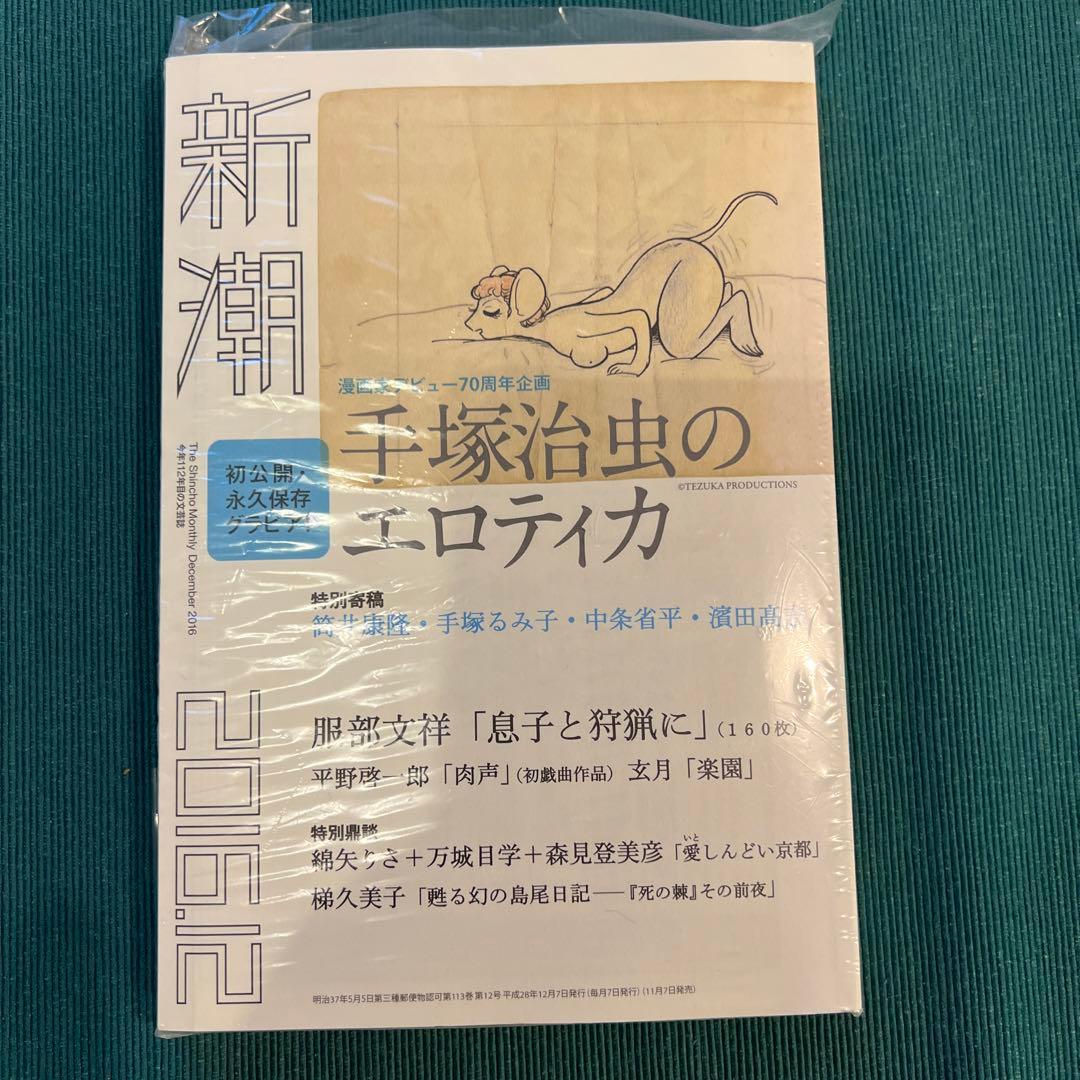 新潮
The Shincho Monthly December 2016
今年112年目の文芸誌
2016.12
漫画家デビュー70周年企画
手塚治虫の
エロティカ
©TEZUKA PRODUCTIONS
初公開・
永久保存
グラビア!
特別寄稿
筒井康隆・手塚るみ子・中条省平・濱田髙志
服部文祥「息子と狩猟に」(160枚)
平野啓一郎「肉声」(初戯曲作品) 玄月「楽園」
特別鼎談
綿矢りさ+万城目学+森見登美彦「愛しんどい京都」
いと
梯久美子「甦る幻の島尾日記――『死の棘』その前夜」
明治37年5月5日第三種郵便物認可第113巻 第12号 平成28年12月7日発行(毎月7日発行)(11月7日発売)